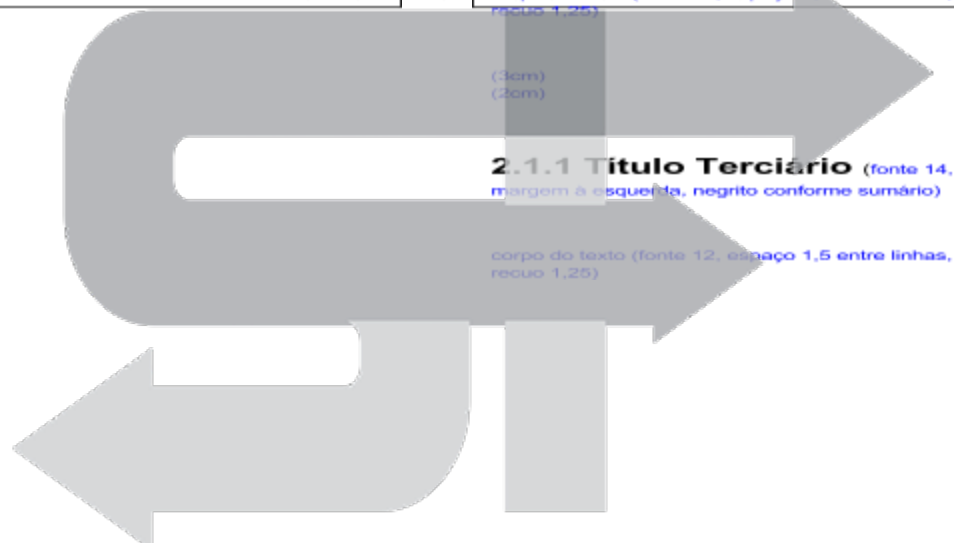 recuo 1,25)
(3cm)
(2cm)
2.1.1 Título Terciário (fonte 14,
margem à esquerda, negrito conforme sumário)
corpo do texto (fonte 12, espaço 1,5 entre linhas,
recuo 1,25)